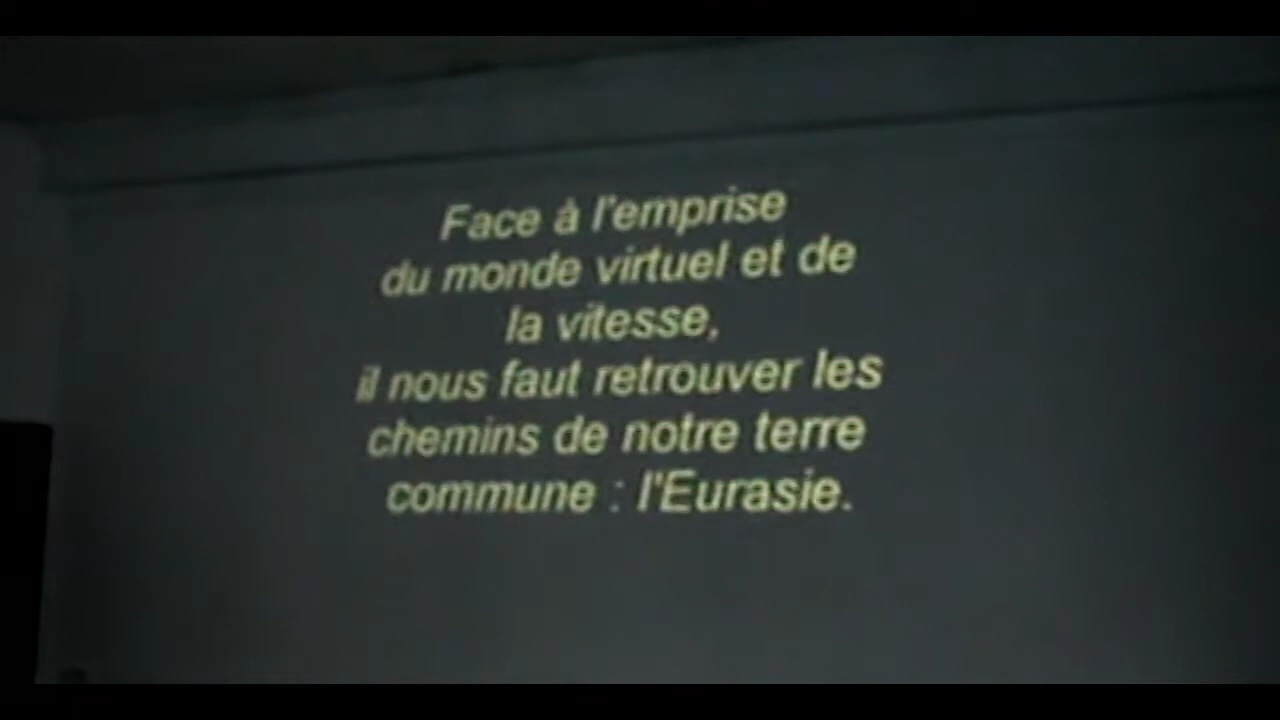 Face à l'emprise
du monde virtuel et de
la vitesse,
il nous faut retrouver les
chemins de notre terre
commune : l'Eurasie.